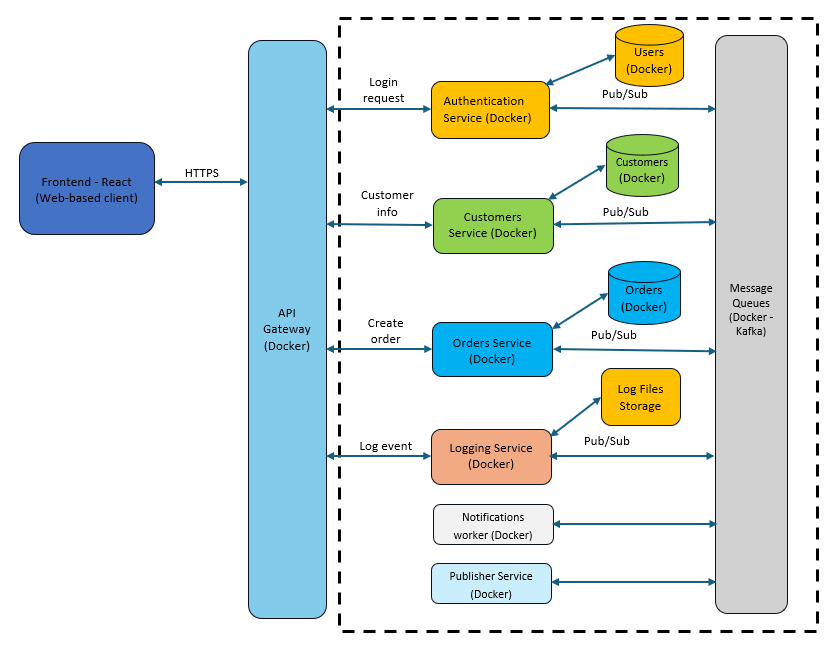 Frontend - React
(Web-based client)
HTTPS
API
Gateway
(Docker)
Login
request
Authentication
Service (Docker)
Users
(Docker)
Pub/Sub
Customer
info
Customers
Service (Docker)
Customers
(Docker)
Pub/Sub
Create
order
Orders Service
(Docker)
Orders
(Docker)
Pub/Sub
Log event
Logging Service
(Docker)
Log Files
Storage
Pub/Sub
Notifications
worker (Docker)
Publisher Service
(Docker)
Message
Queues
(Docker -
Kafka)